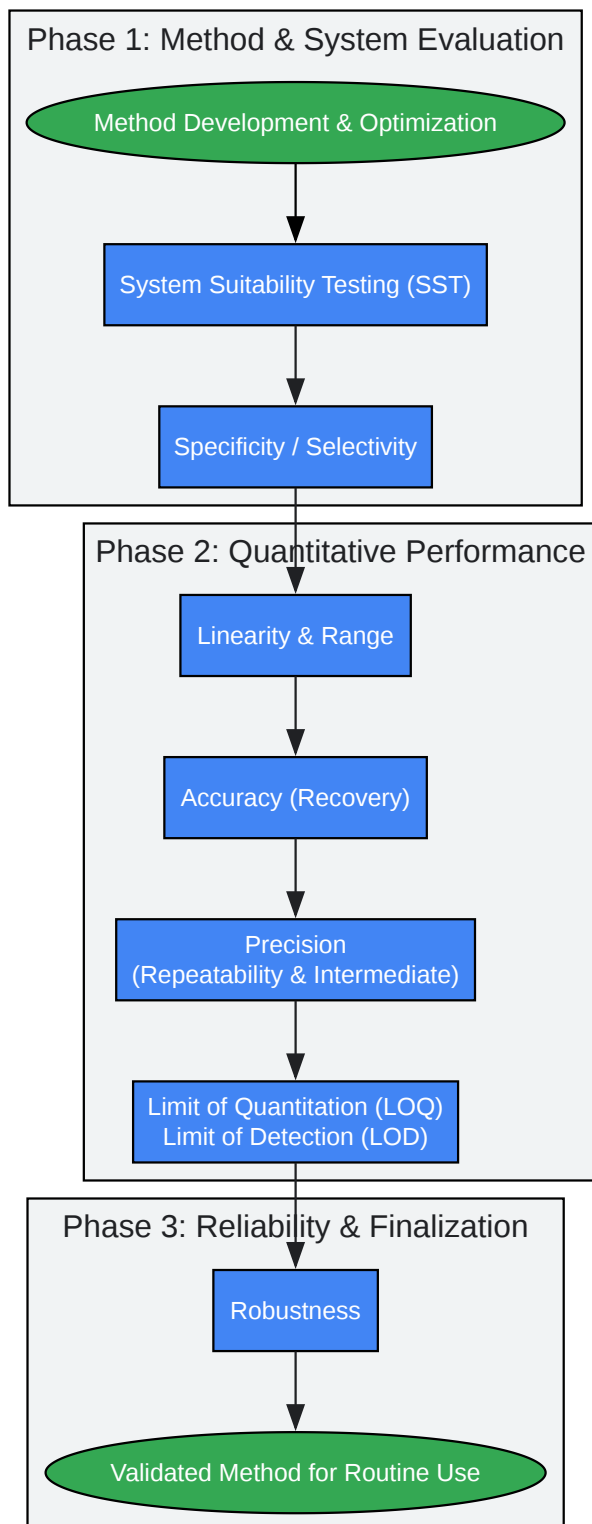 Phase 1: Method & System Evaluation
Method Development & Optimization
System Suitability Testing (SST)
Specificity / Selectivity
Phase 2: Quantitative Performance
Linearity & Range
Accuracy (Recovery)
Precision
(Repeatability & Intermediate)
Limit of Quantitation (LOQ)
Limit of Detection (LOD)
Phase 3: Reliability & Finalization
Robustness
Validated Method for Routine Use